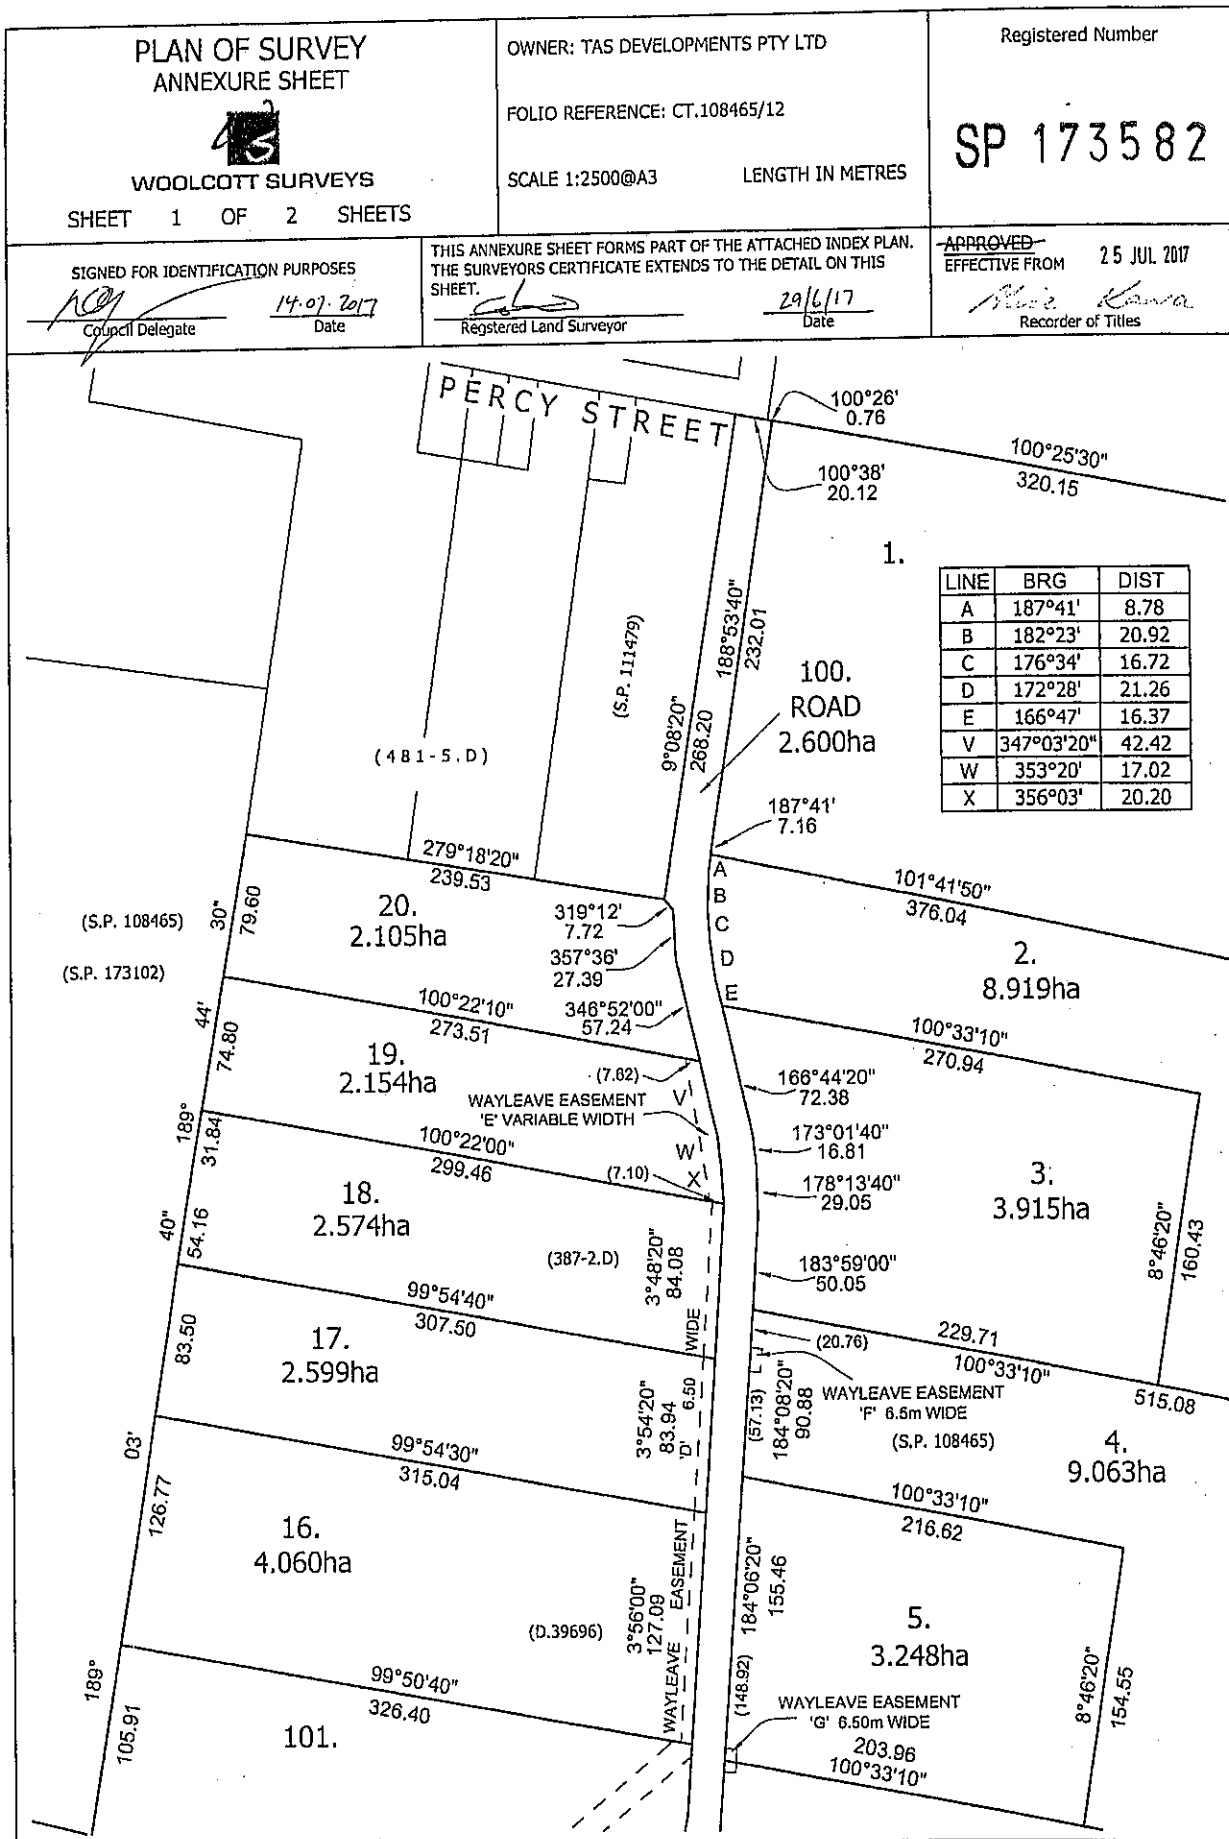 PLAN OF SURVEY
ANNEXURE SHEET
WOOLCOTT SURVEYS
SHEET 1 OF 2 SHEETS
OWNER: TAS DEVELOPMENTS PTY LTD
FOLIO REFERENCE: CT.108465/12
SCALE 1:2500@A3 LENGTH IN METRES
Registered Number
SP 173582
SIGNED FOR IDENTIFICATION PURPOSES
14.07.2017
Council Delegate Date
THIS ANNEXURE SHEET FORMS PART OF THE ATTACHED INDEX PLAN.
THE SURVEYORS CERTIFICATE EXTENDS TO THE DETAIL ON THIS
SHEET.
29/6/17
Regstered Land Surveyor Date
APPROVED
EFFECTIVE FROM 25 JUL 2017
Recorder of Titles
PERCY STREET
100°26'
0.76
100°25'30"
320.15
100°38'
20.12
1.
LINE BRG DIST
A 187°41' 8.78
B 182°23' 20.92
C 176°34' 16.72
D 172°28' 21.26
E 166°47' 16.37
V 347°03'20" 42.42
W 353°20' 17.02
X 356°03' 20.20
188°53'40"
232.01
(S.P. 111479)
100.
ROAD
2.600ha
9°08'20"
268.20
(481-5.D)
187°41'
7.16
279°18'20"
239.53
A
B
C
D
E
101°41'50"
376.04
30"
79.60
(S.P. 108465)
(S.P. 173102)
20.
2.105ha
319°12'
7.72
357°36'
27.39
2.
8.919ha
346°52'00"
57.24
100°22'10"
273.51
44'
74.80
100°33'10"
270.94
19.
2.154ha
(7.62)
V
WAYLEAVE EASEMENT
'E' VARIABLE WIDTH
166°44'20"
72.38
189°
31.84
100°22'00"
299.46
W
X
(7.10)
173°01'40"
16.81
178°13'40"
29.05
3.
3.915ha
18.
2.574ha
40"
54.16
(387-2.D)
3°48'20"
84.08
183°59'00"
50.05
8°46'20"
160.43
99°54'40"
307.50
WIDE
(20.76)
229.71
100°33'10"
17.
2.599ha
83.50
6.50
3°54'20"
83.94
'D'
(57.13)
184°08'20"
90.88
WAYLEAVE EASEMENT
'F' 6.5m WIDE
(S.P. 108465)
515.08
4.
9.063ha
03'
126.77
99°54'30"
315.04
100°33'10"
216.62
16.
4.060ha
EASEMENT
WAYLEAVE
3°56'00"
127.09
(D.39696)
184°06'20"
155.46
(148.92)
5.
3.248ha
8°46'20"
154.55
189°
105.91
99°50'40"
326.40
101.
WAYLEAVE EASEMENT
'G' 6.50m WIDE
203.96
100°33'10"